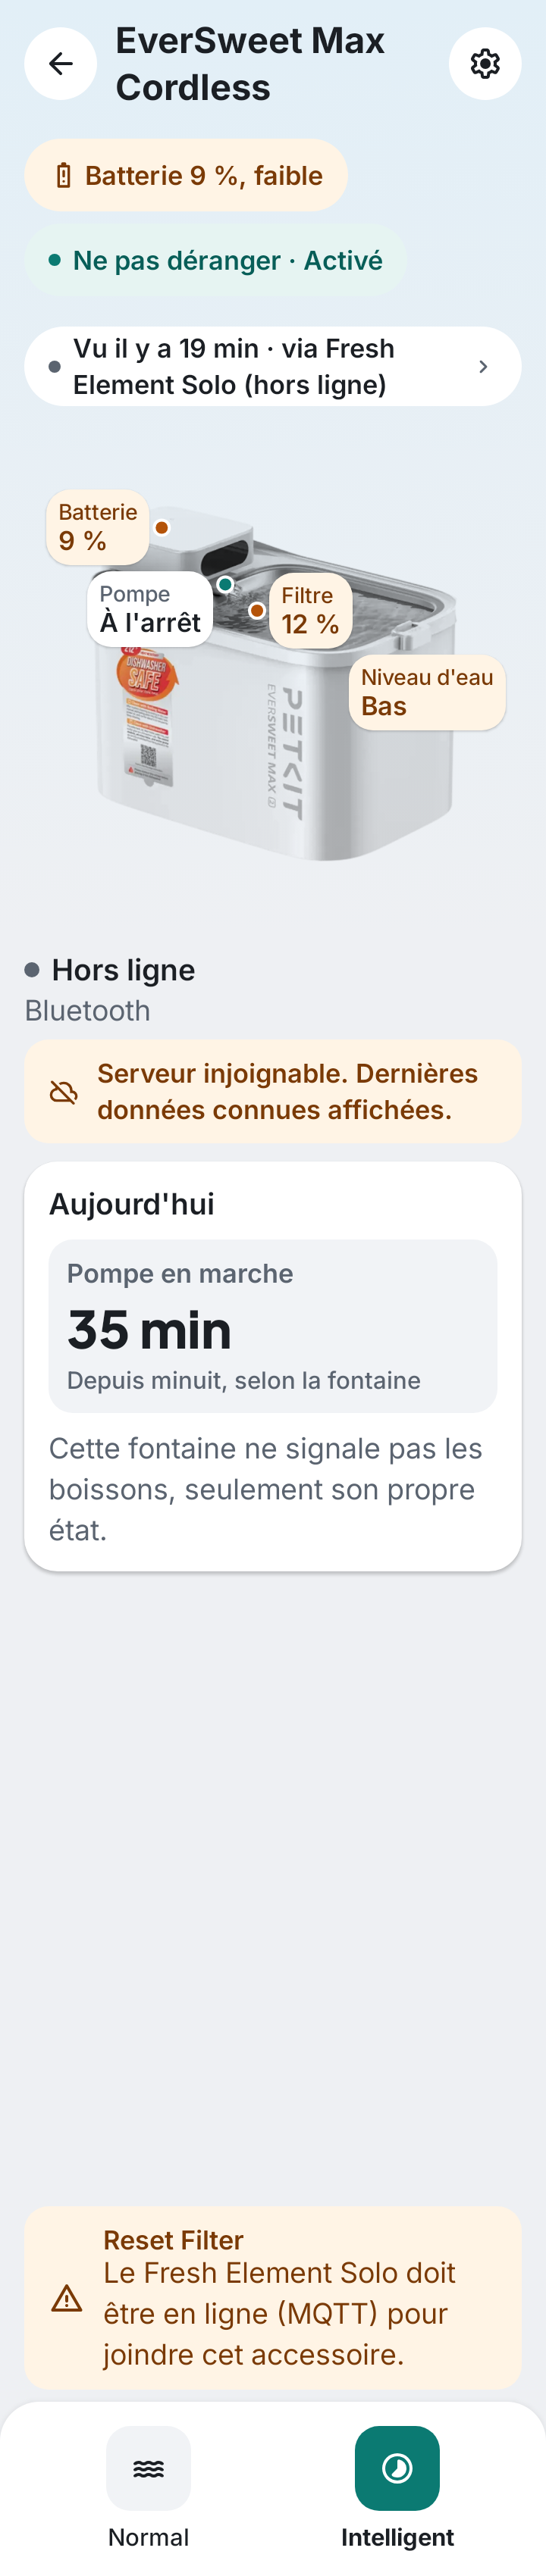 EverSweet Max
Cordless
Batterie 9 %, faible
Ne pas déranger · Activé
Vu il y a 19 min · via Fresh
Element Solo (hors ligne)
Batterie
9 %
Pompe
À l'arrêt
Filtre
12 %
Niveau d'eau
Bas
DISHWASHER
SAFE
PETKIT
EVERSWEET MAX
Hors ligne
Bluetooth
Serveur injoignable. Dernières
données connues affichées.
Aujourd'hui
Pompe en marche
35 min
Depuis minuit, selon la fontaine
Cette fontaine ne signale pas les
boissons, seulement son propre
état.
Reset Filter
Le Fresh Element Solo doit
être en ligne (MQTT) pour
joindre cet accessoire.
Normal
Intelligent